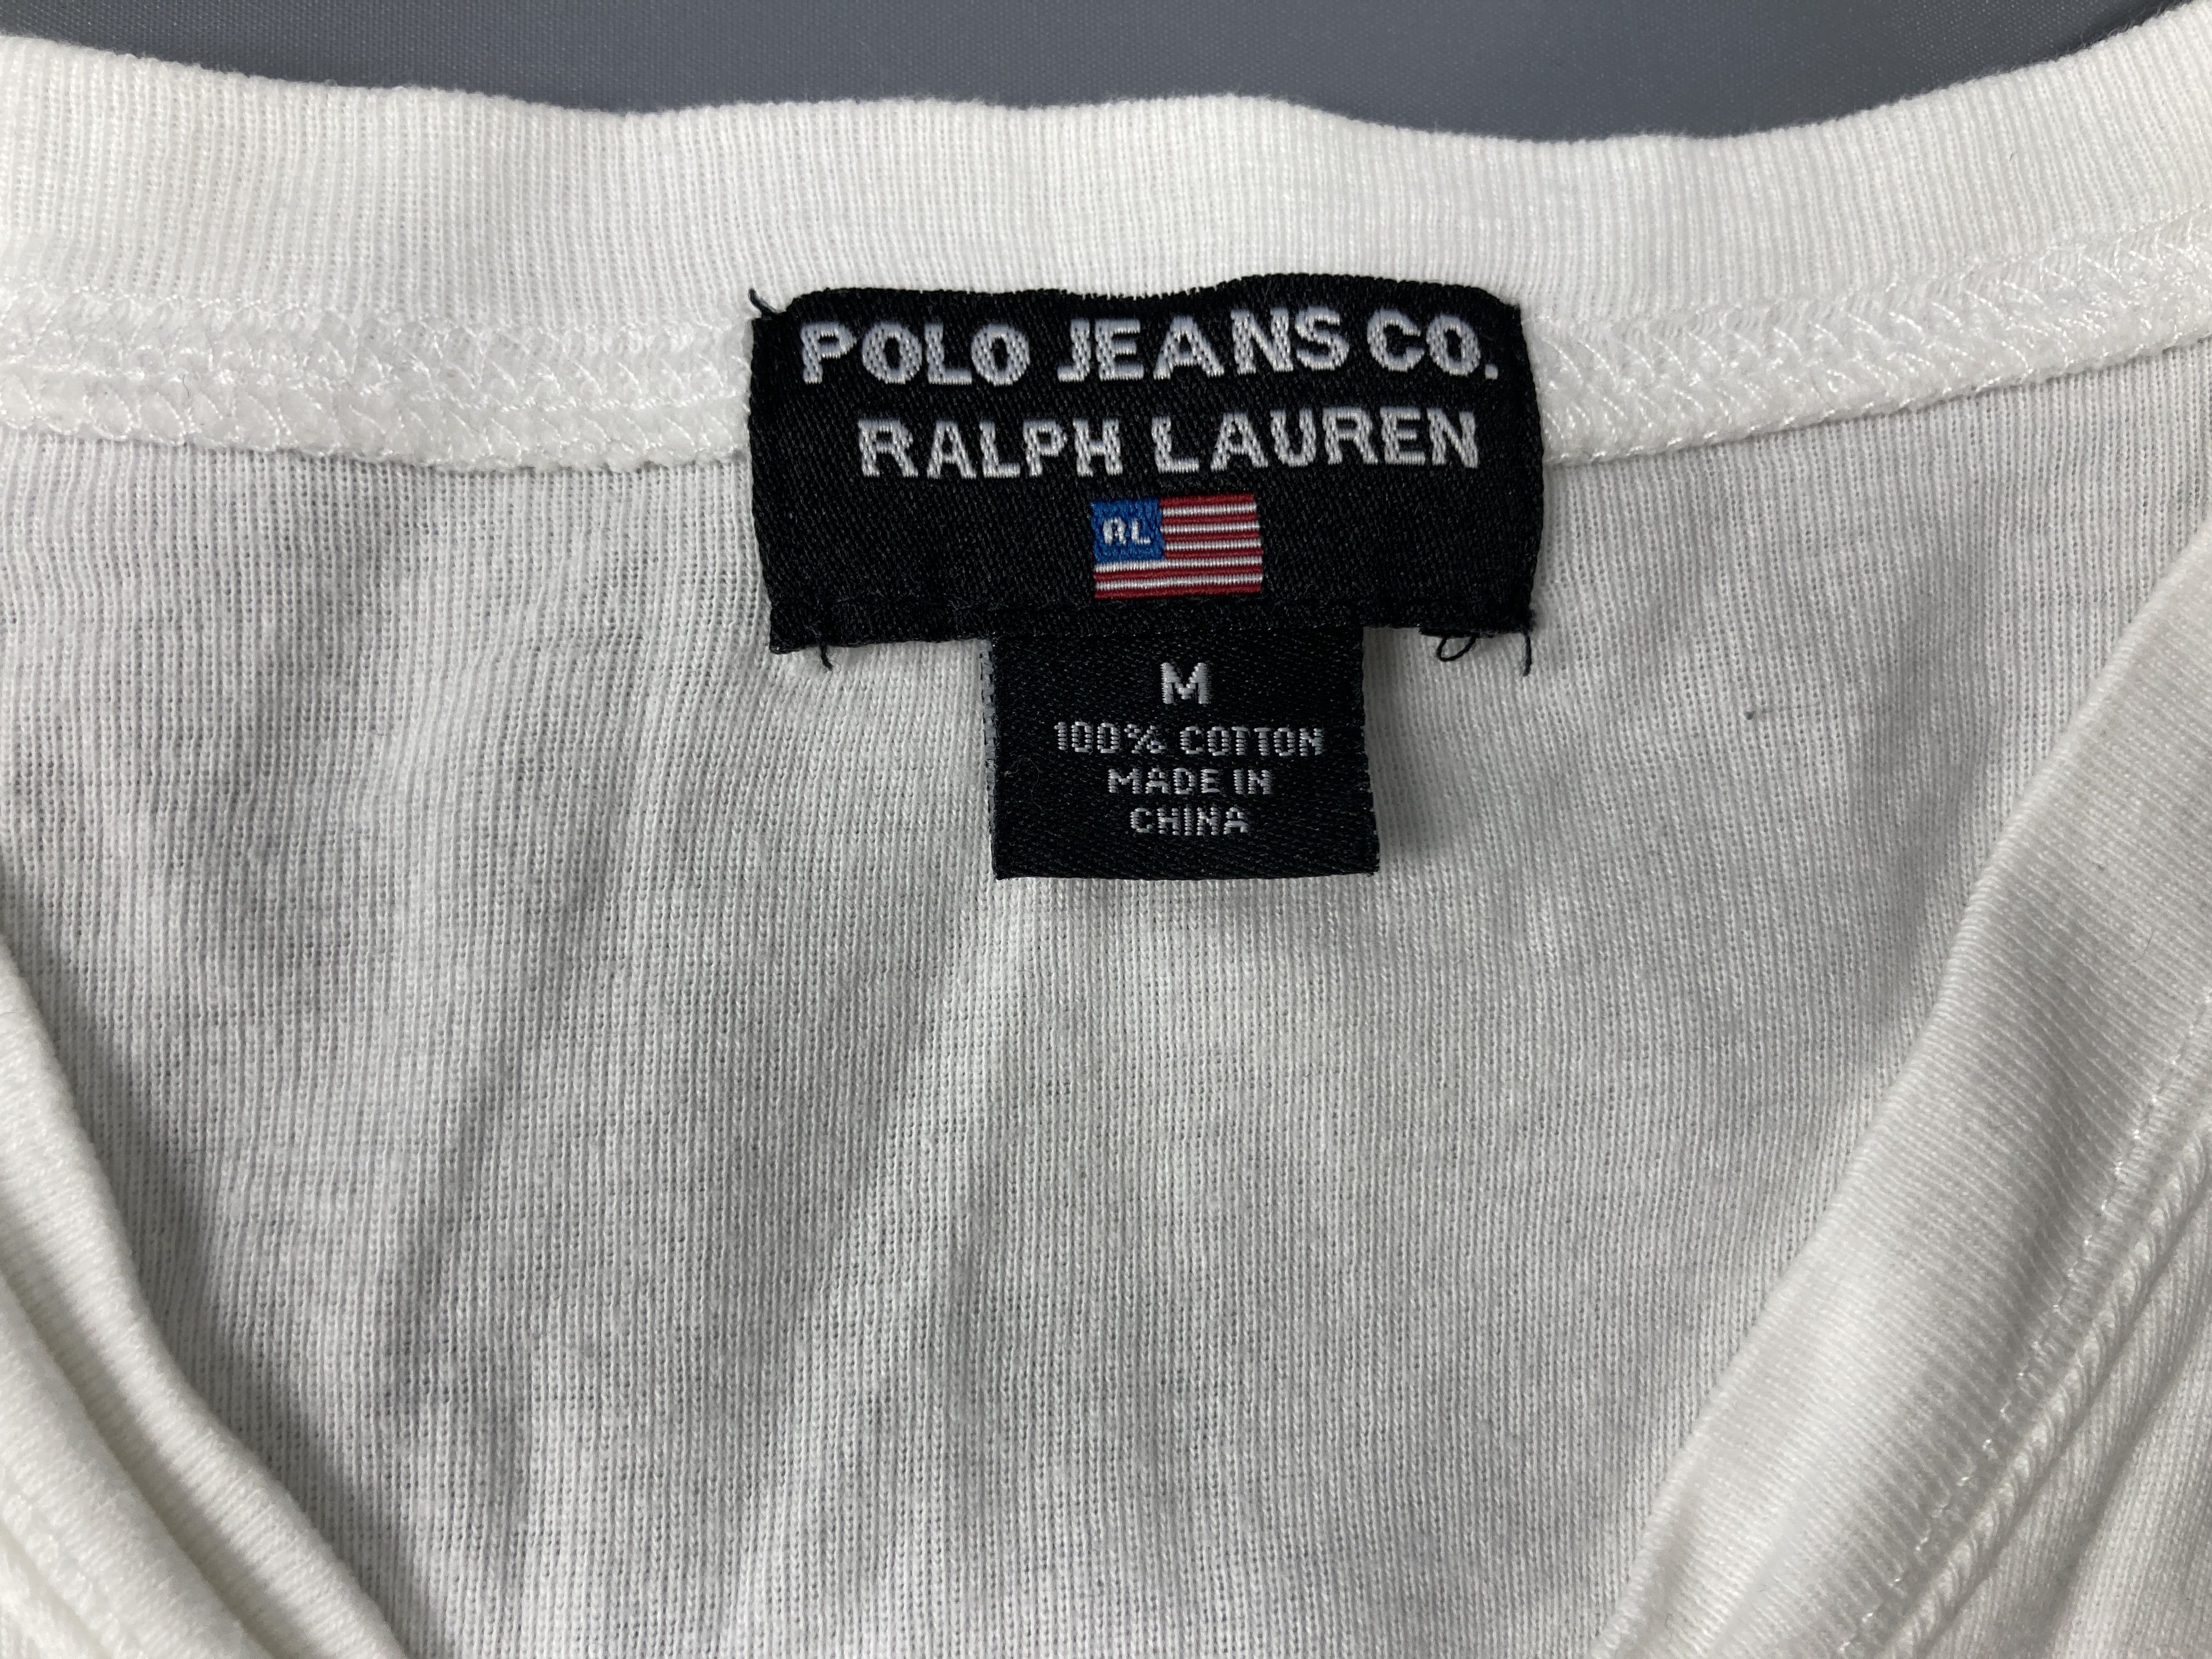 POLO JEANS CO.
RALPH LAUREN
RL
M
100% COTTON
MADE IN
CHINA